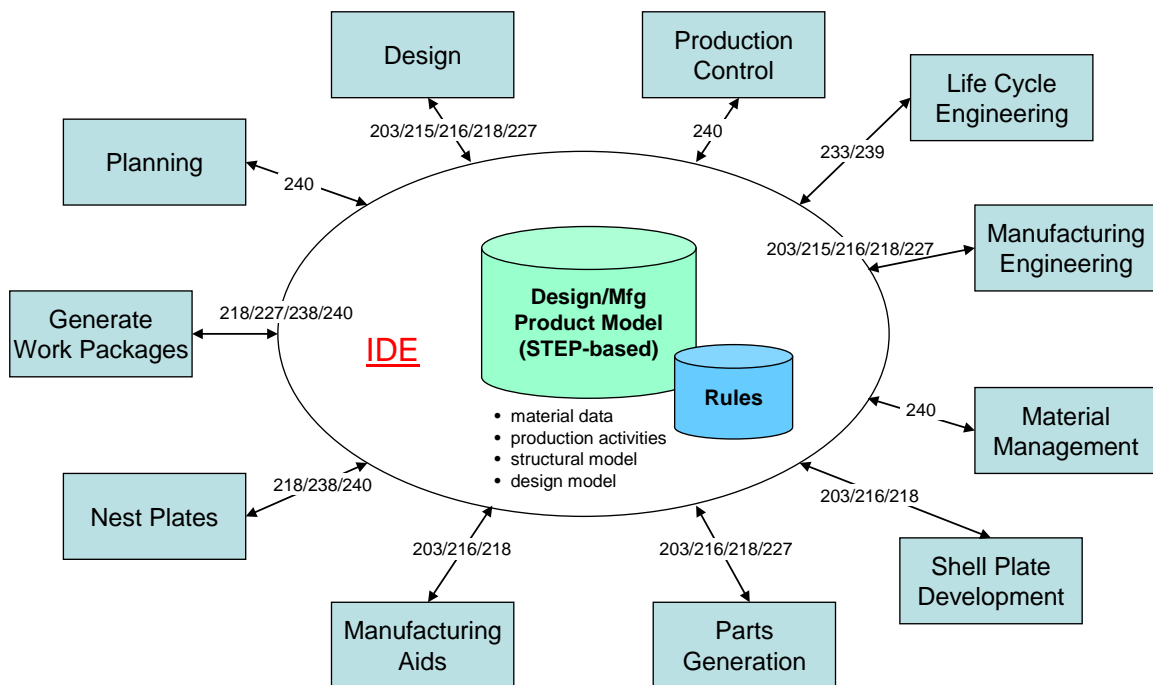 Design
Production
Control
Life Cycle
Engineering
203/215/216/218/227
240
Planning
233/239
240
203/215/216/218/227
Manufacturing
Engineering
Generate
Work Packages
218/227/238/240
IDE
Design/Mfg
Product Model
(STEP-based)
Rules
• material data
• production activities
• structural model
• design model
240
Material
Management
Nest Plates
218/238/240
203/216/218
203/216/218
203/216/218/227
Shell Plate
Development
Manufacturing
Aids
Parts
Generation